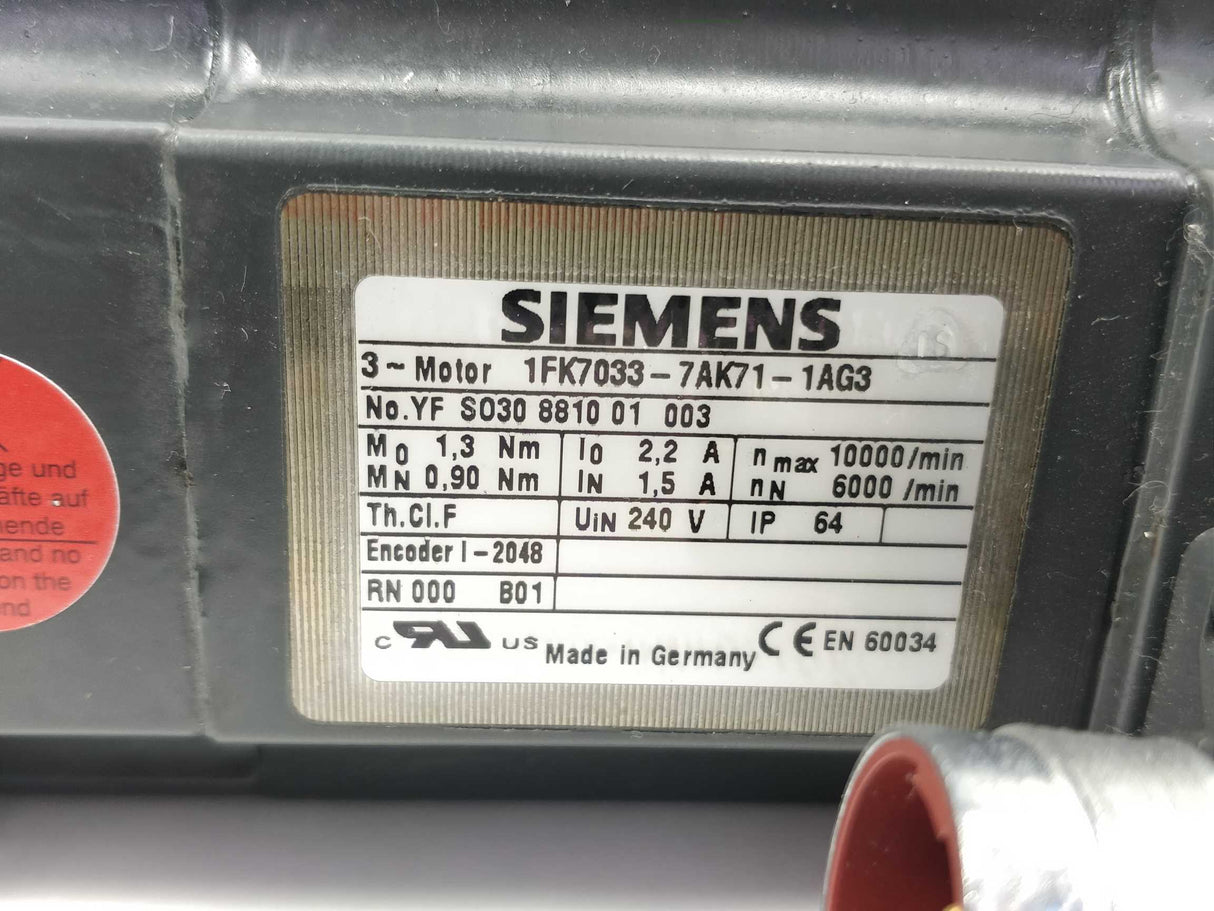 SIEMENS
3 ~ Motor 1FK7033 - 7AK71 - 1AG3
No.YF S030 8810 01 003
M0 1,3 Nm I0 2,2 A n max 10000/min
MN 0,90 Nm IN 1,5 A nN 6000 /min
Th.Cl.F UIN 240 V IP 64
Encoder I - 2048
RN 000 B01
c RU US Made in Germany CE EN 60034
ge und
äfte auf
and no
on the